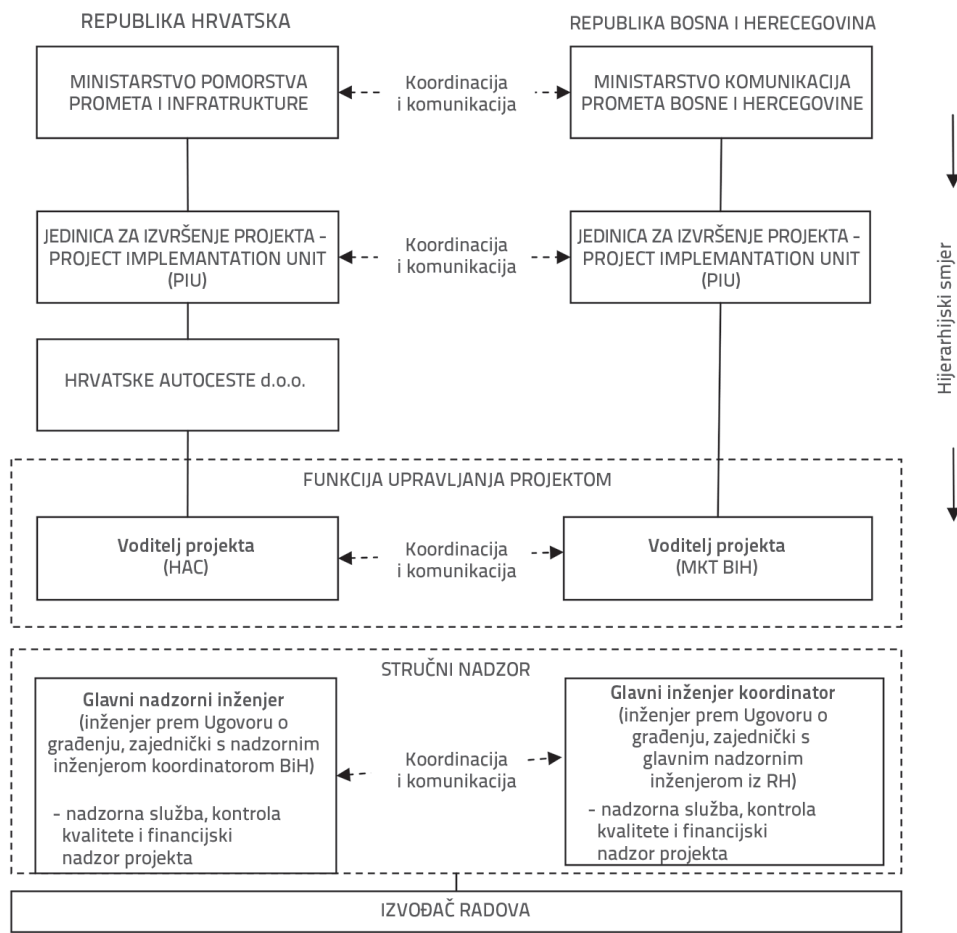 REPUBLIKA HRVATSKA
REPUBLIKA BOSNA I HERECEGOVINA
MINISTARSTVO POMORSTVA
PROMETA I INFRATRUKTURE
Koordinacija
i komunikacija
MINISTARSTVO KOMUNIKACIJA
PROMETA BOSNE I HERCEGOVINE
JEDINICA ZA IZVRŠENJE PROJEKTA -
PROJECT IMPLEMANTATION UNIT
(PIU)
Koordinacija
i komunikacija
JEDINICA ZA IZVRŠENJE PROJEKTA -
PROJECT IMPLEMANTATION UNIT
(PIU)
Hijerarhijski smjer
HRVATSKE AUTOCESTE d.o.o.
FUNKCIJA UPRAVLJANJA PROJEKTOM
Voditelj projekta
(HAC)
Koordinacija
i komunikacija
Voditelj projekta
(MKT BIH)
STRUČNI NADZOR
Glavni nadzorni inženjer
(inženjer prem Ugovoru o
građenju, zajednički s nadzornim
inženjerom koordinatorom BiH)
- nadzorna služba, kontrola
kvalitete i financijski
nadzor projekta
Koordinacija
i komunikacija
Glavni inženjer koordinator
(inženjer prem Ugovoru o
građenju, zajednički s
glavnim nadzornim
inženjerom iz RH)
- nadzorna služba, kontrola
kvalitete i financijski
nadzor projekta
IZVOĐAČ RADOVA